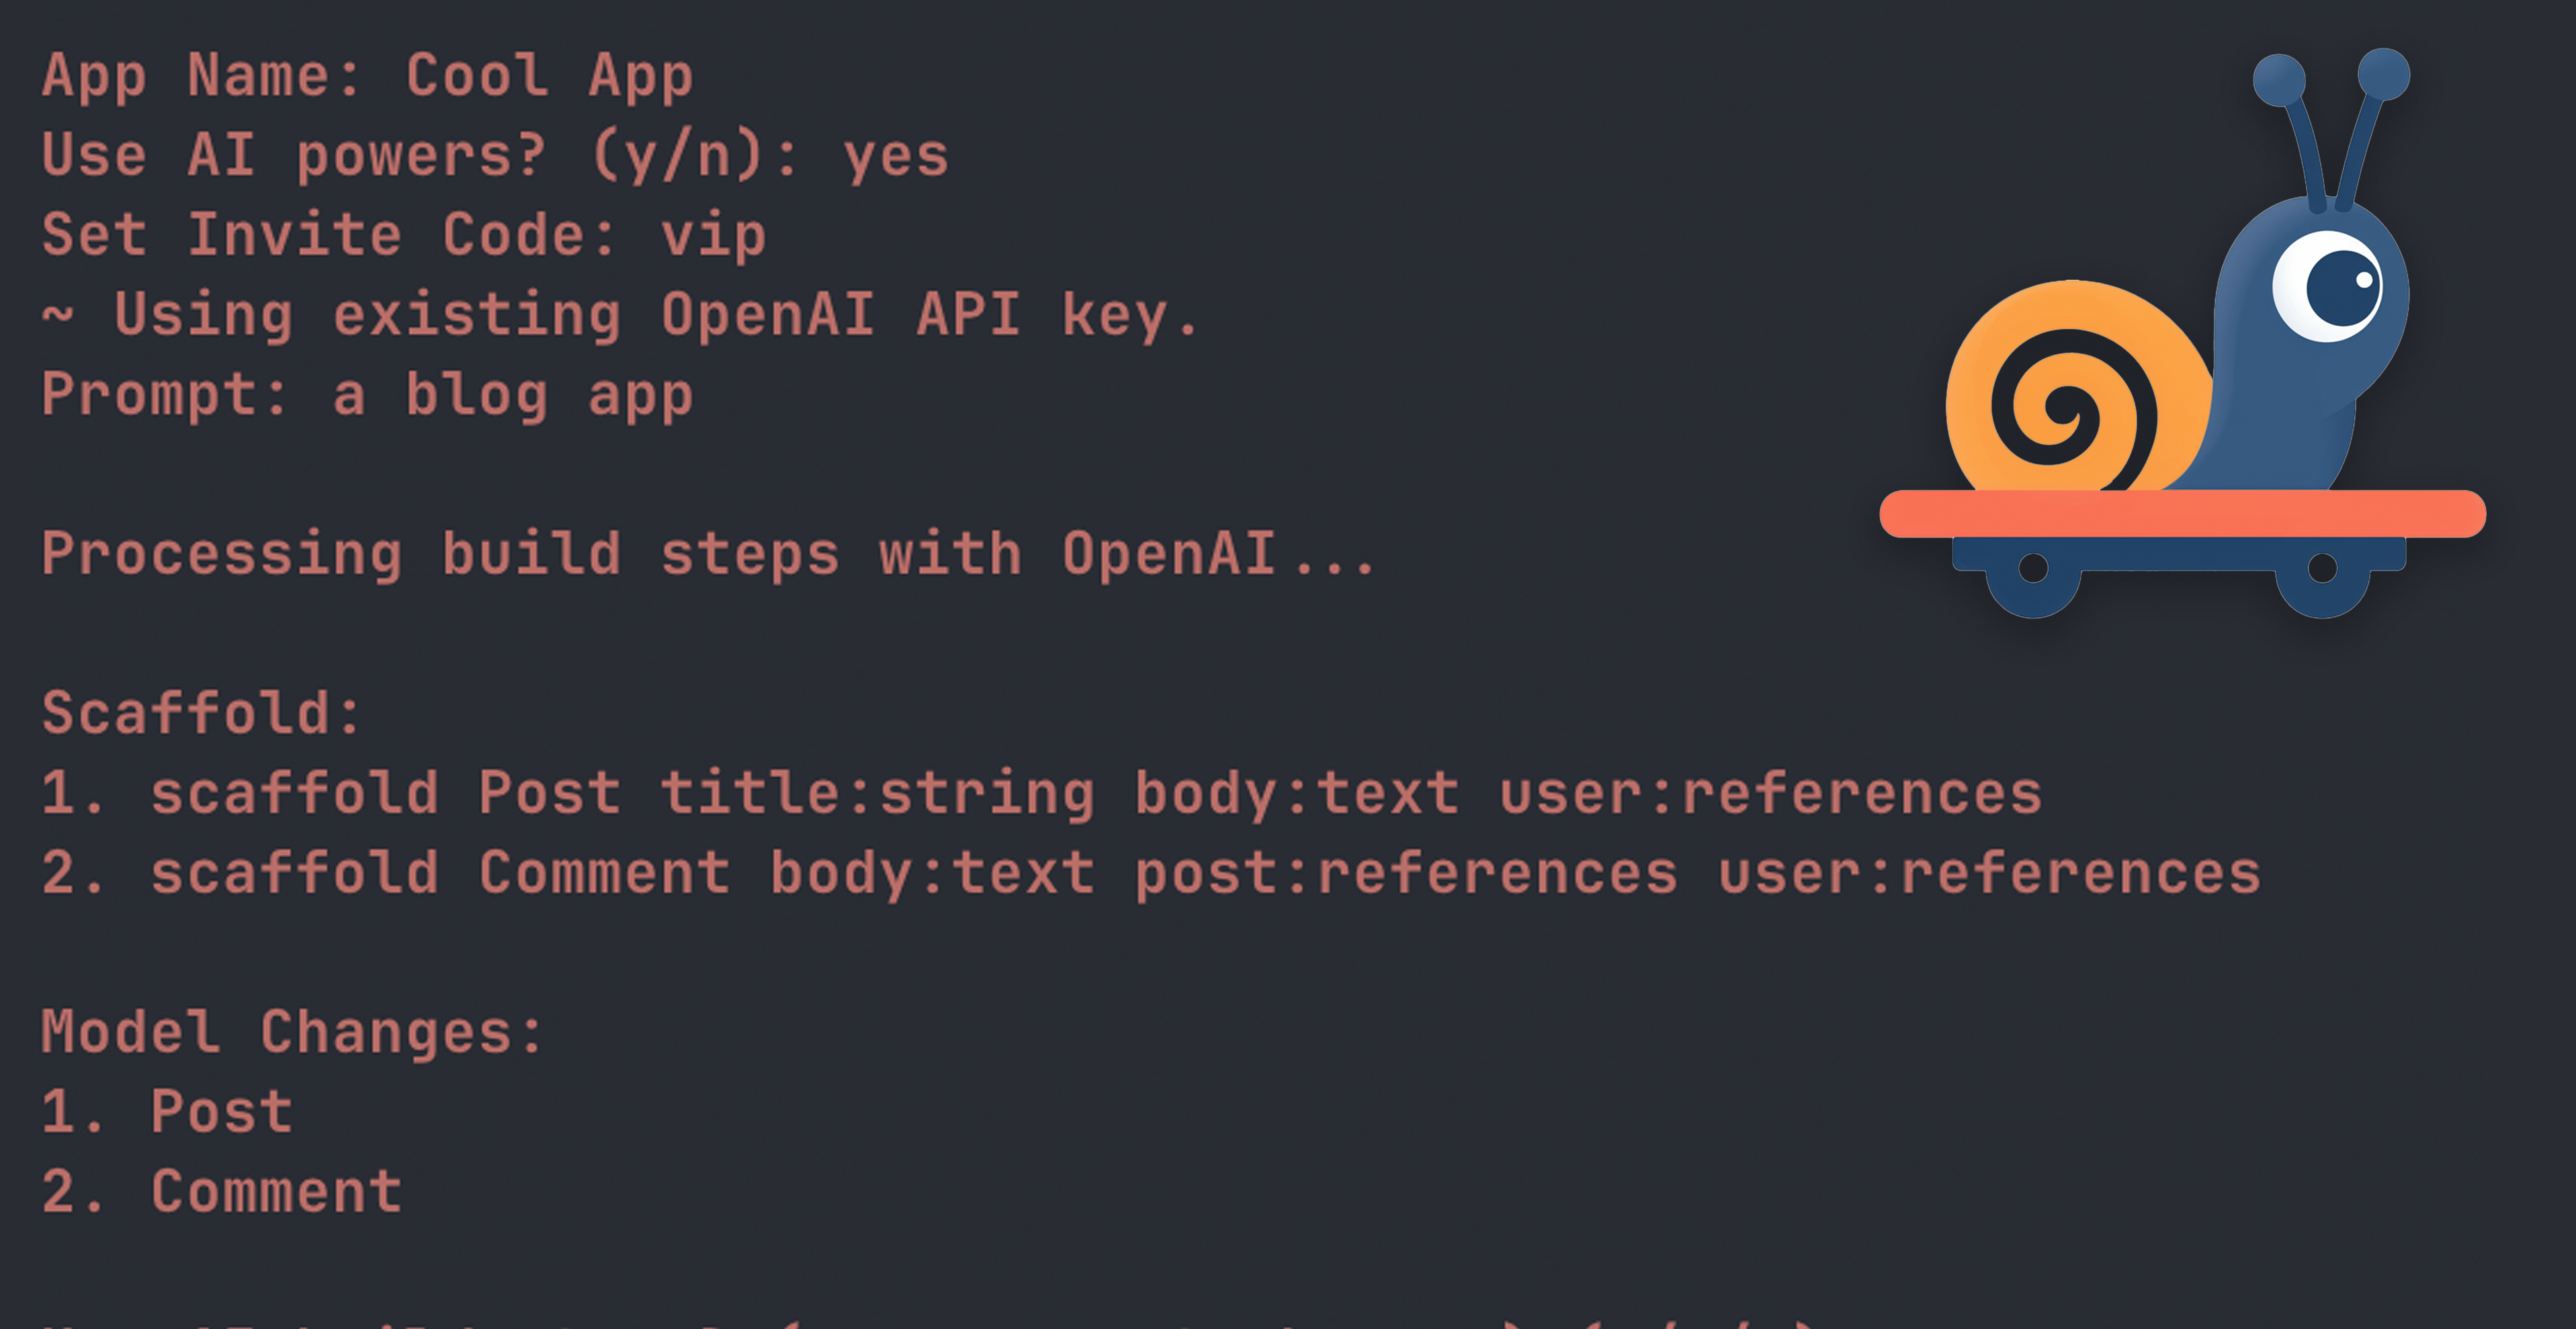 App Name: Cool App
Use AI powers? (y/n): yes
Set Invite Code: vip
~ Using existing OpenAI API key.
Prompt: a blog app
Processing build steps with OpenAI...
Scaffold:
1. scaffold Post title:string body:text user:references
2. scaffold Comment body:text post:references user:references
Model Changes:
1. Post
2. Comment